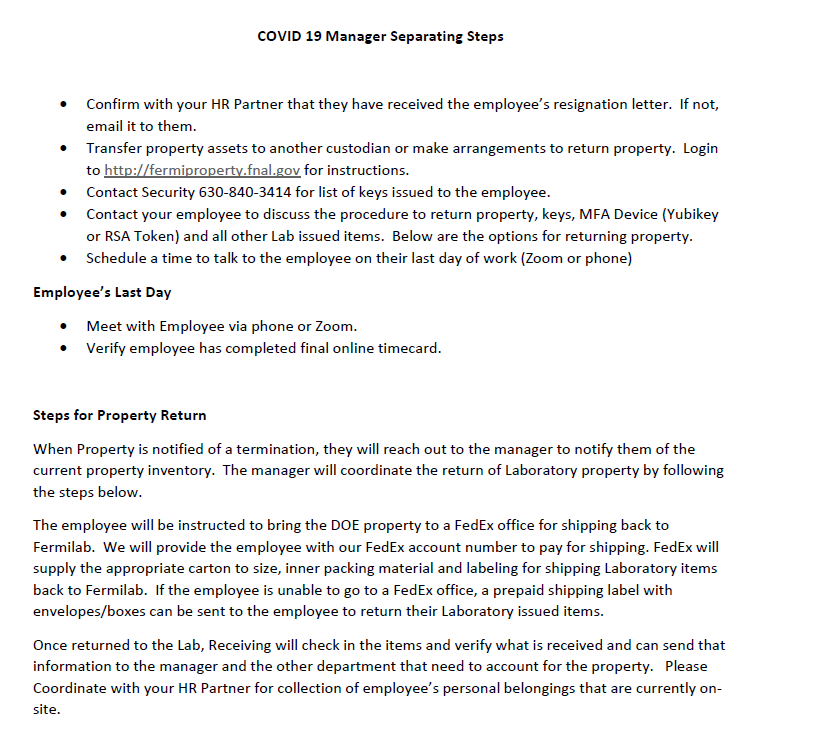 COVID 19 Manager Separating Steps
• Confirm with your HR Partner that they have received the employee's resignation letter.  If not,
email it to them.
• Transfer property assets to another custodian or make arrangements to return property.  Login
to http://fermiproperty.fnal.gov for instructions.
• Contact Security 630-840-3414 for list of keys issued to the employee.
• Contact your employee to discuss the procedure to return property, keys, MFA Device (Yubikey
or RSA Token) and all other Lab issued items.  Below are the options for returning property.
• Schedule a time to talk to the employee on their last day of work (Zoom or phone)
Employee's Last Day
• Meet with Employee via phone or Zoom.
• Verify employee has completed final online timecard.
Steps for Property Return
When Property is notified of a termination, they will reach out to the manager to notify them of the
current property inventory.  The manager will coordinate the return of Laboratory property by following
the steps below.
The employee will be instructed to bring the DOE property to a FedEx office for shipping back to
Fermilab.  We will provide the employee with our FedEx account number to pay for shipping. FedEx will
supply the appropriate carton to size, inner packing material and labeling for shipping Laboratory items
back to Fermilab.  If the employee is unable to go to a FedEx office, a prepaid shipping label with
envelopes/boxes can be sent to the employee to return their Laboratory issued items.
Once returned to the Lab, Receiving will check in the items and verify what is received and can send that
information to the manager and the other department that need to account for the property.   Please
Coordinate with your HR Partner for collection of employee's personal belongings that are currently on-
site.